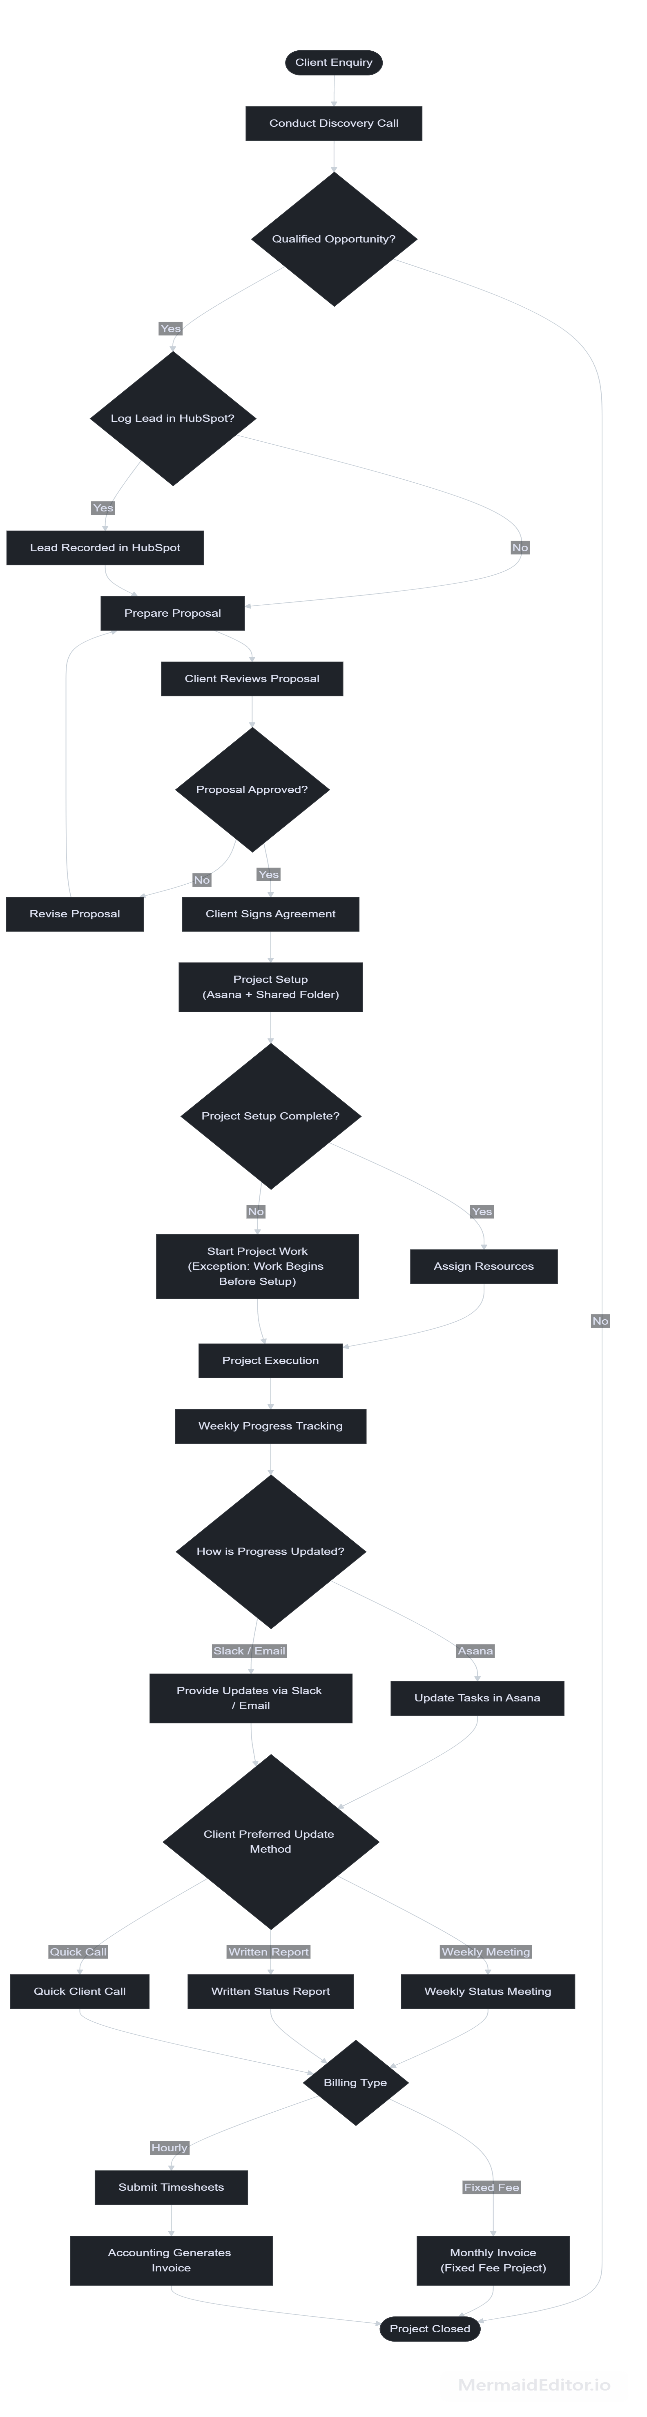 Client Enquiry
Conduct Discovery Call
Qualified Opportunity?
Yes
Log Lead in HubSpot?
Yes
Lead Recorded in HubSpot
No
Prepare Proposal
Client Reviews Proposal
Proposal Approved?
No
Yes
Revise Proposal
Client Signs Agreement
Project Setup
(Asana + Shared Folder)
Project Setup Complete?
No
Yes
Start Project Work
(Exception: Work Begins
Before Setup)
Assign Resources
No
Project Execution
Weekly Progress Tracking
How is Progress Updated?
Slack / Email
Asana
Provide Updates via Slack
/ Email
Update Tasks in Asana
Client Preferred Update
Method
Quick Call
Written Report
Weekly Meeting
Quick Client Call
Written Status Report
Weekly Status Meeting
Billing Type
Hourly
Fixed Fee
Submit Timesheets
Accounting Generates
Invoice
Monthly Invoice
(Fixed Fee Project)
Project Closed
MermaidEditor.io